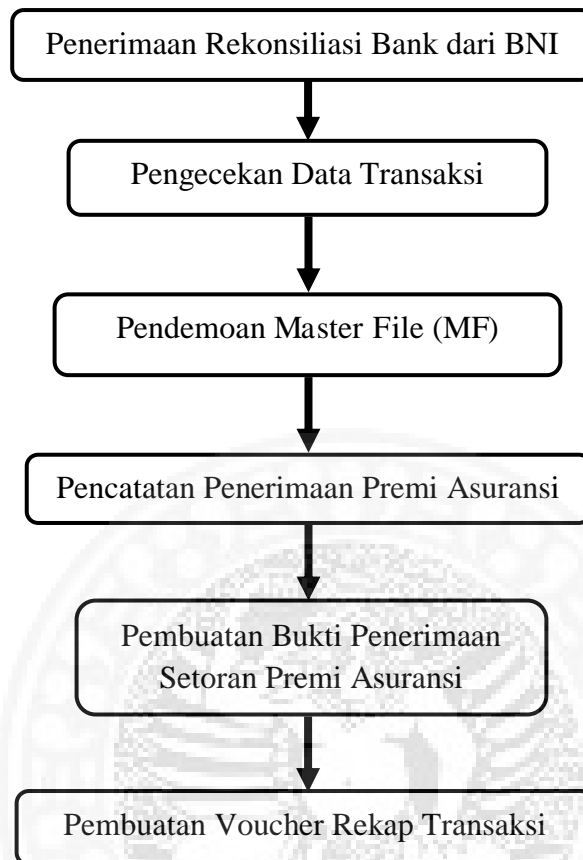 Penerimaan Rekonsiliasi Bank dari BNI
Pengecekan Data Transaksi
Pendemoan Master File (MF)
Pencatatan Penerimaan Premi Asuransi
Pembuatan Bukti Penerimaan
Setoran Premi Asuransi
Pembuatan Voucher Rekap Transaksi